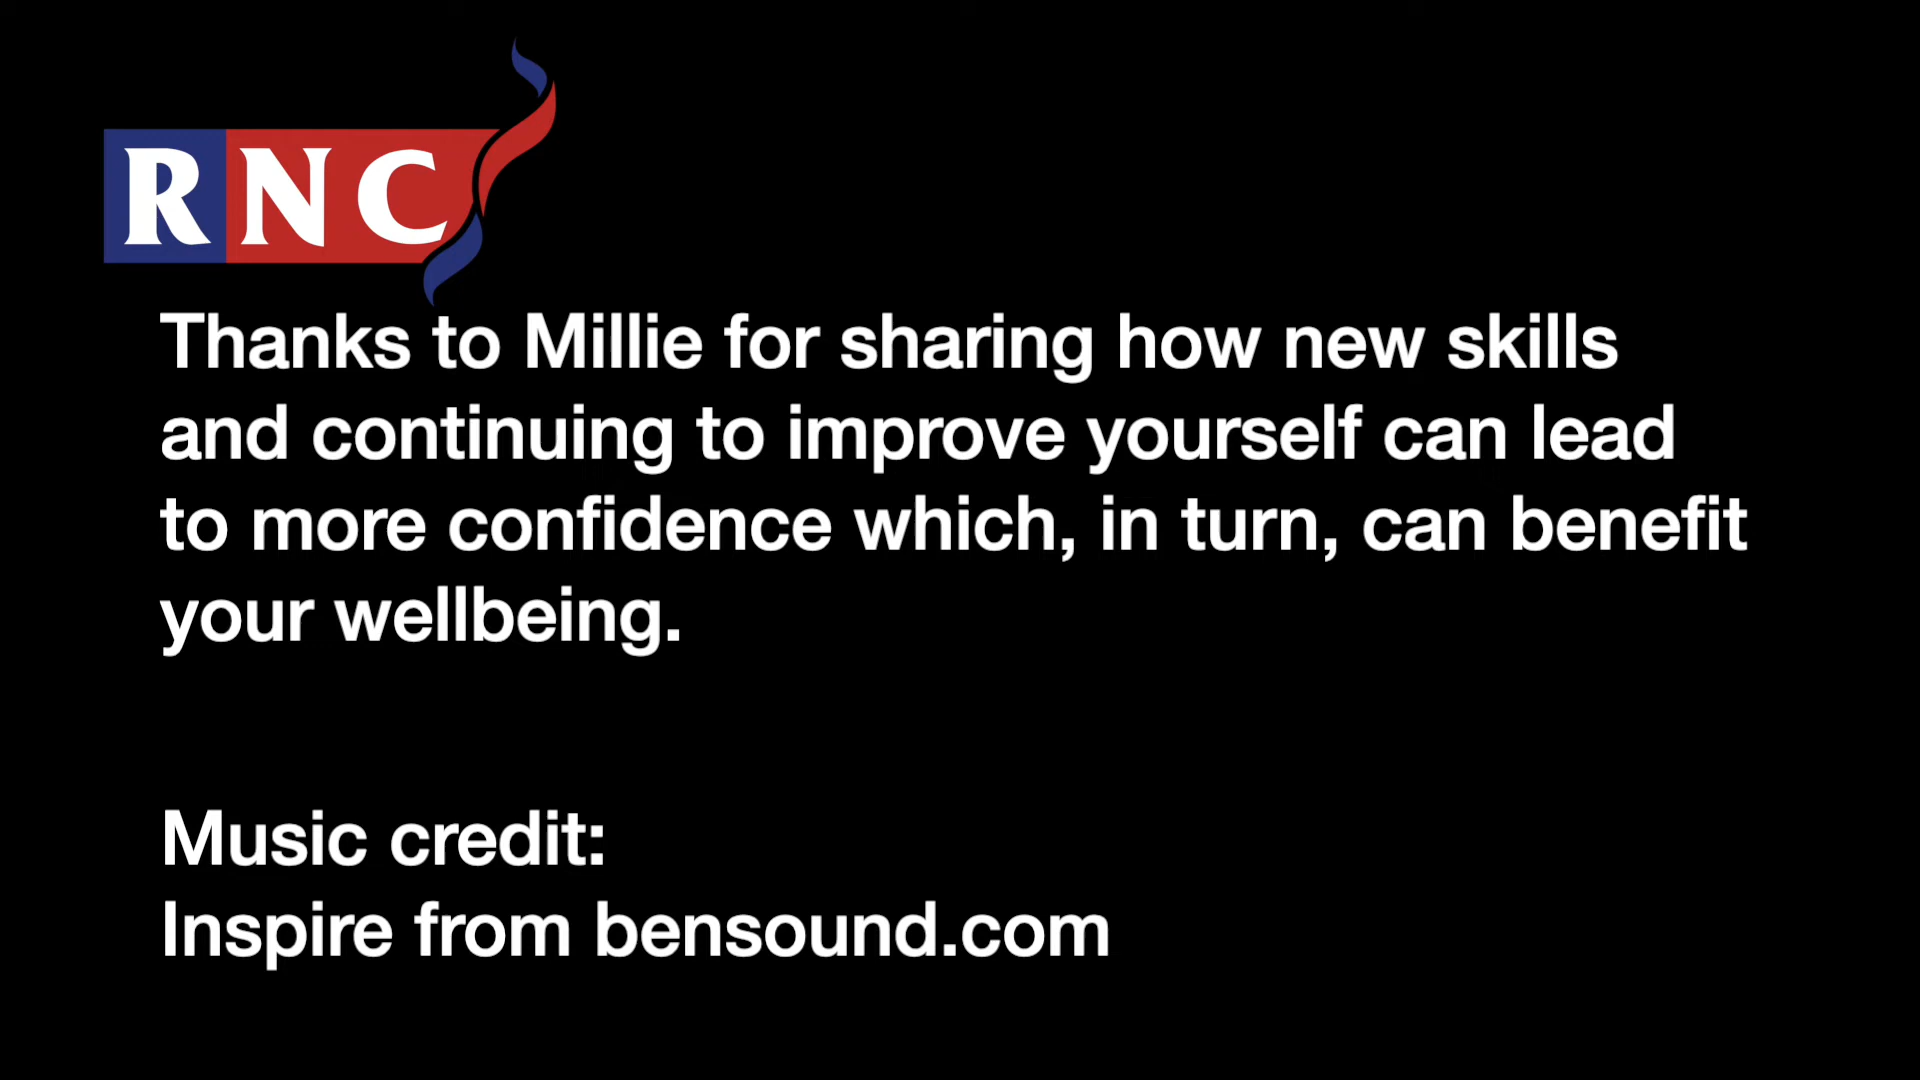 RNC
Thanks to Millie for sharing how new skills
and continuing to improve yourself can lead
to more confidence which, in turn, can benefit
your wellbeing.
Music credit:
Inspire from bensound.com